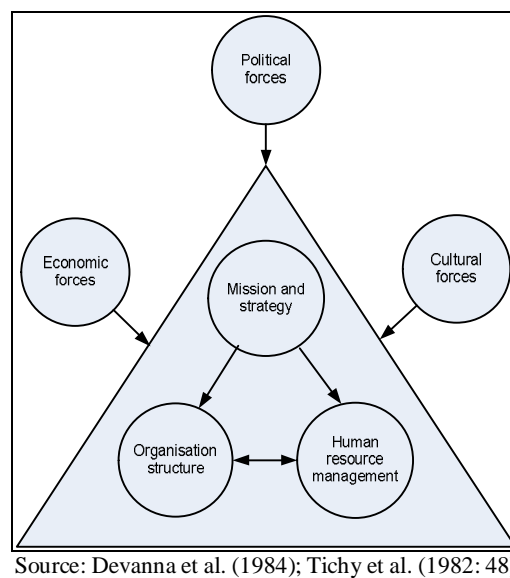 Political
forces
Economic
forces
Cultural
forces
Mission and
strategy
Organisation
structure
Human
resource
management
Source: Devanna et al. (1984); Tichy et al. (1982: 48